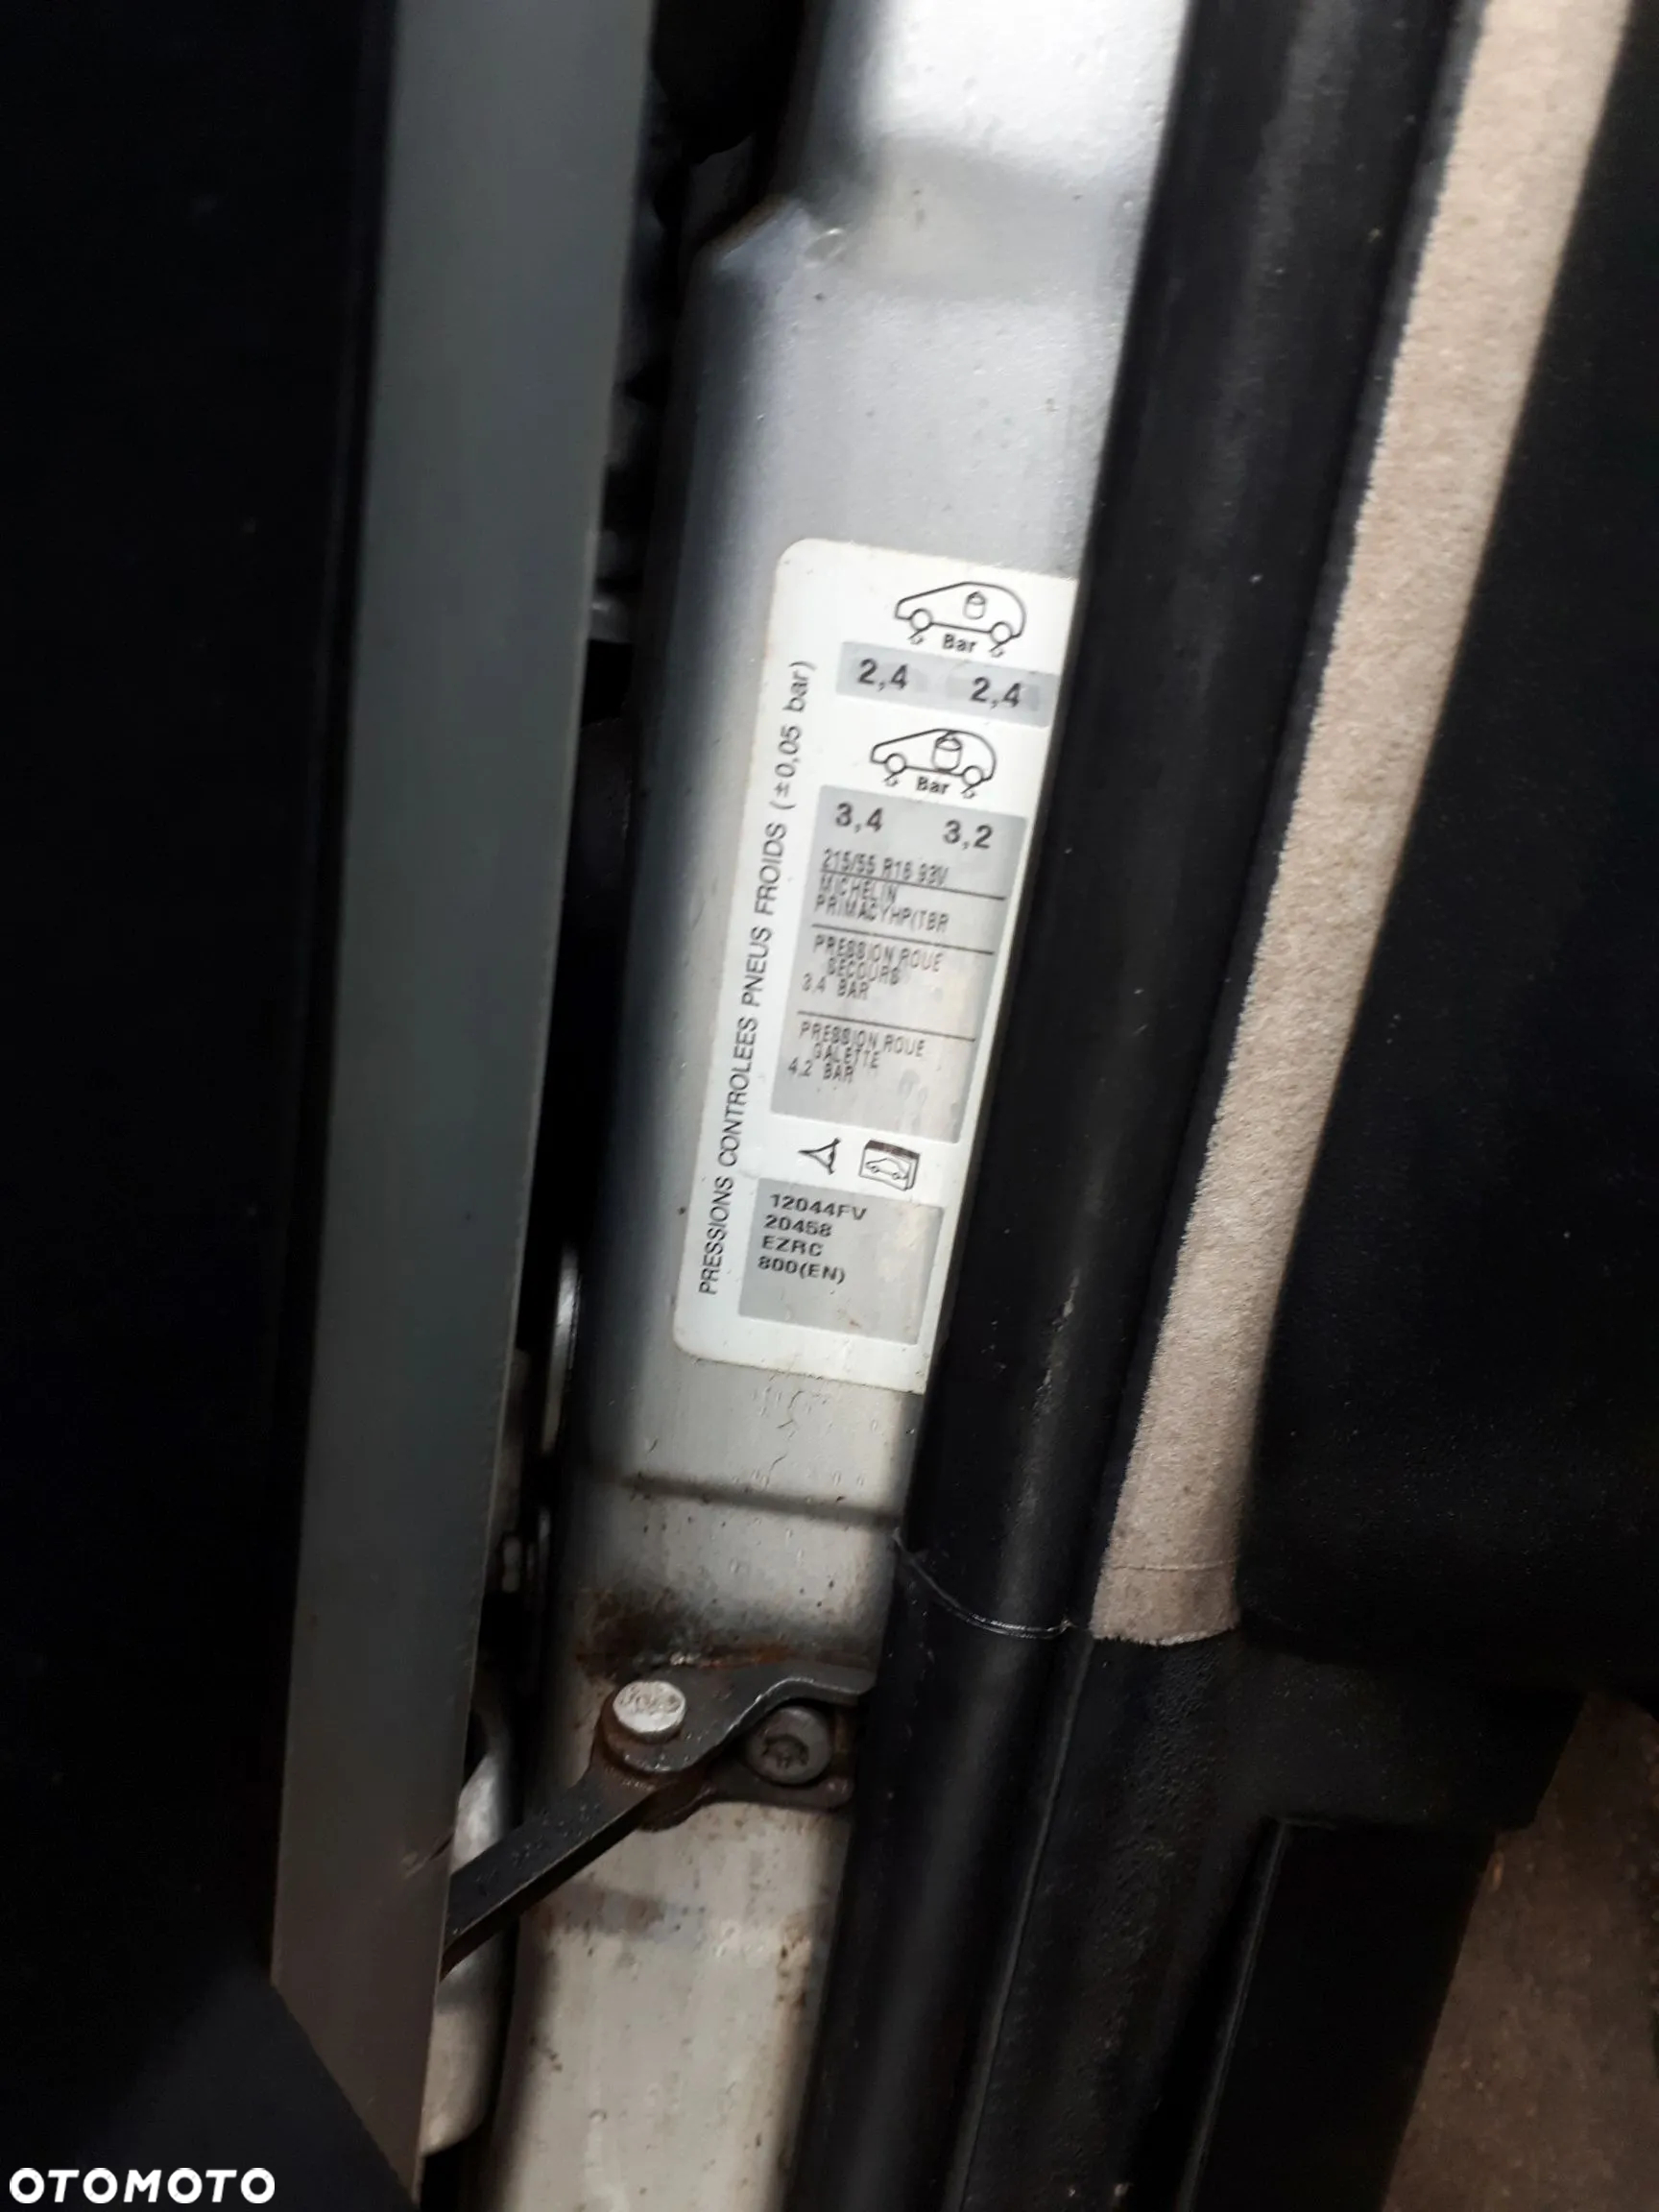 Bar
2,4 2,4
Bar
3,4 3,2
215/55 R16 93V
MICHELIN
PRIMACYHP(TBR
PRESSION ROUE
SECOURS
3,4 BAR
PRESSION ROUE
GALETTE
4,2 BAR
12044FV
20458
EZRC
800(EN)
PRESSIONS CONTROLEES PNEUS FROIDS (±0,05 bar)
OTOMOTO